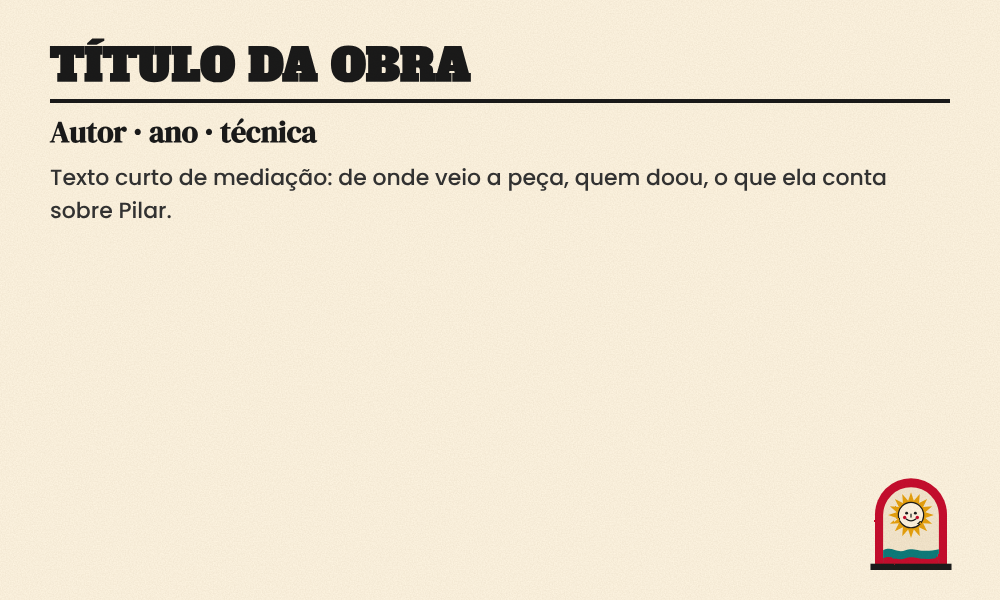 TÍTULO DA OBRA
Autor · ano · técnica
Texto curto de mediação: de onde veio a peça, quem doou, o que ela conta
sobre Pilar.